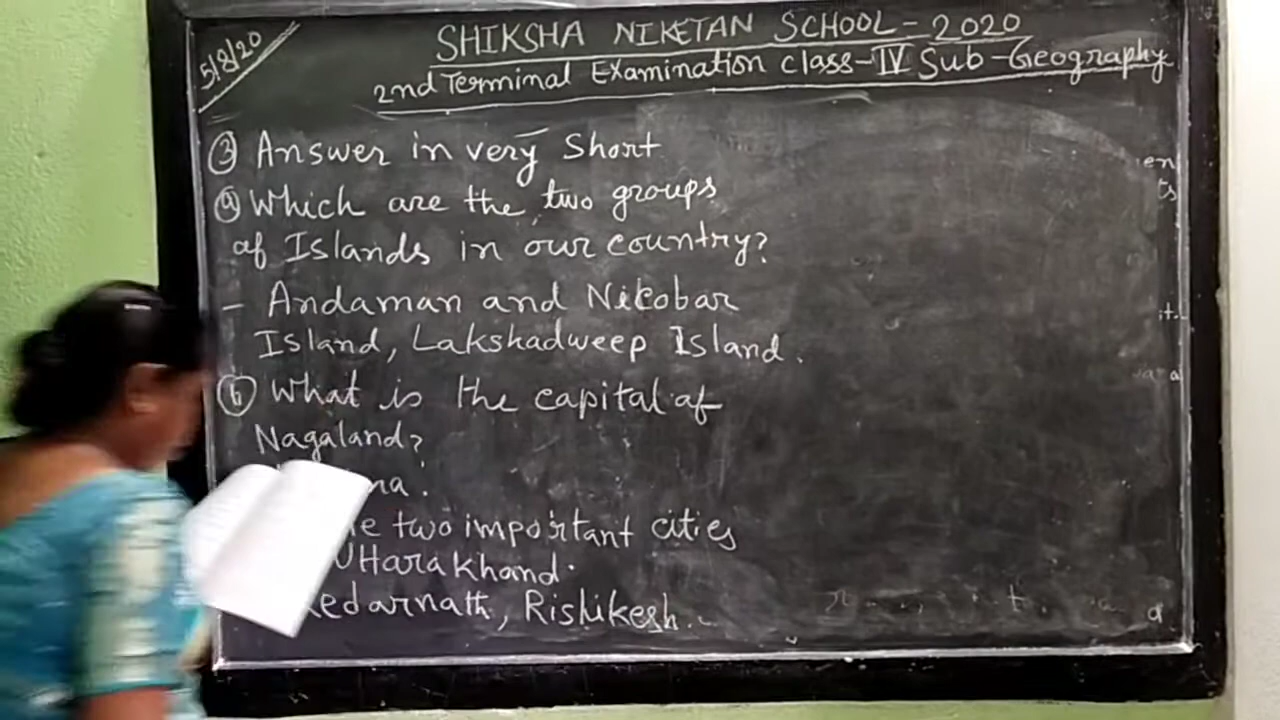 5/8/20
SHIKSHA NIKETAN SCHOOL - 2020
2nd Terminal Examination class - IV Sub - Geography
③ Answer in very short
ⓐ Which are the two groups
of Islands in our country?
- Andaman and Nicobar
Island, Lakshadweep Island.
ⓑ What is the capital of
Nagaland?
two important cities
Uttarakhand.
Kedarnath, Rishikesh.